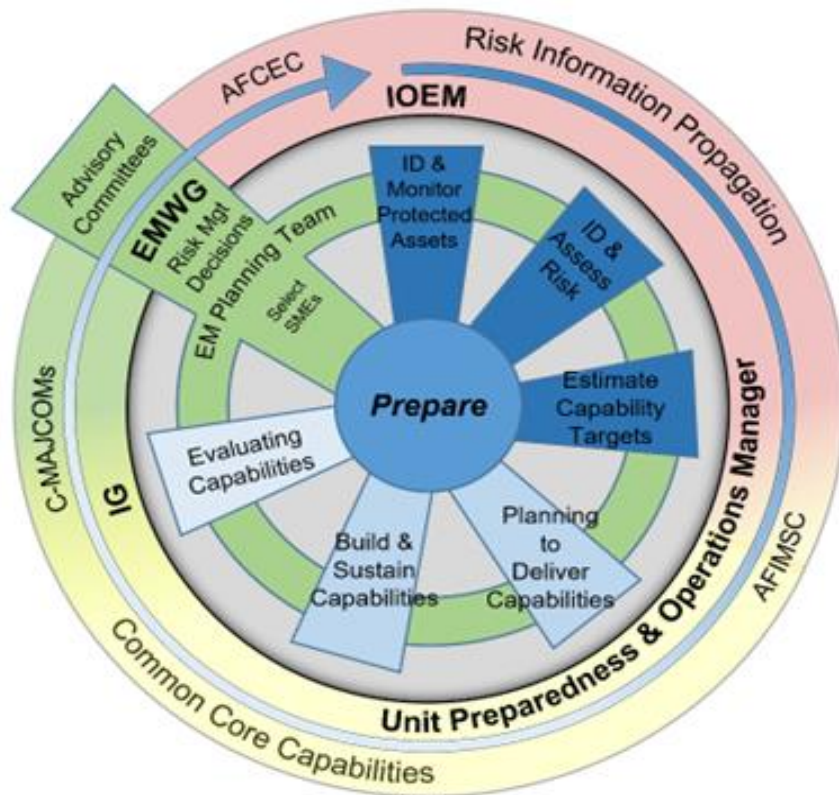 Risk Information Propagation
AFCEC
IOEM
Advisory
Committees
EMWG
Risk Mgt
Decisions
EM Planning Team
Select
SMEs
ID &
Monitor
Protected
Assets
ID &
Assess
Risk
Estimate
Capability
Targets
Prepare
Planning
to
Deliver
Capabilities
Build &
Sustain
Capabilities
Evaluating
Capabilities
C-MAJCOMs
IG
Unit Preparedness & Operations Manager
AFIMSC
Common Core Capabilities